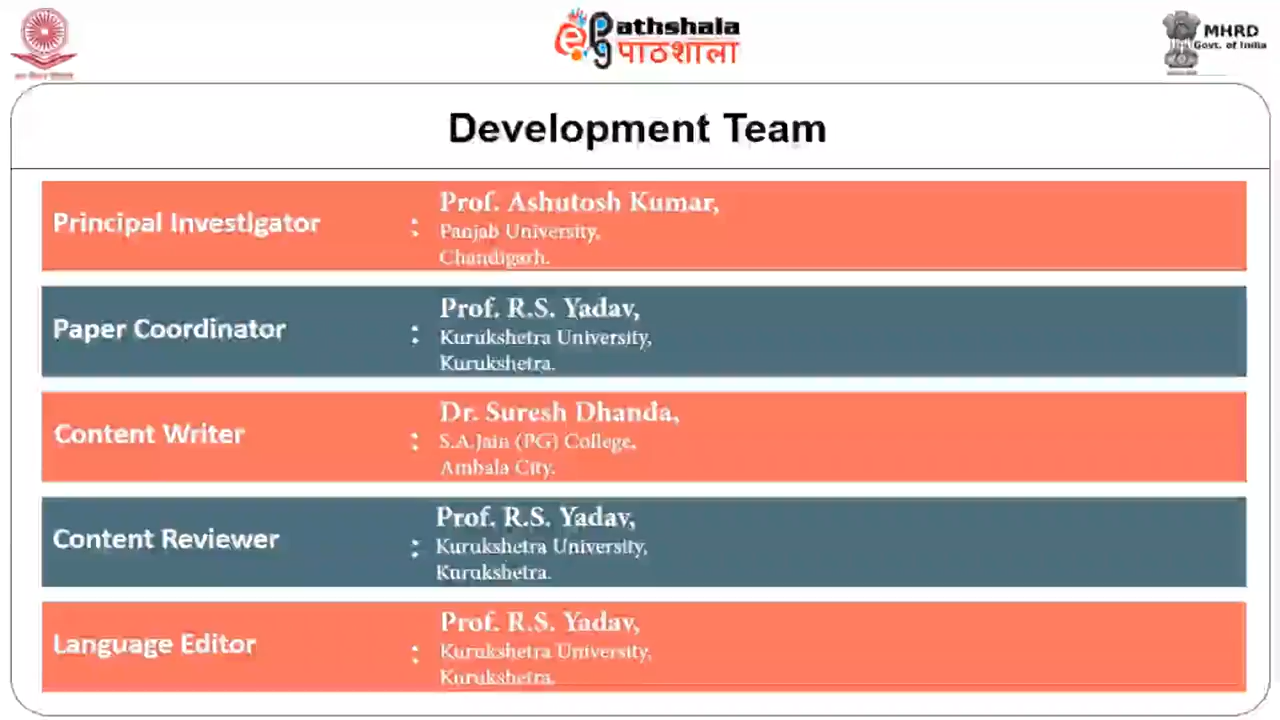 ePathshala
पाठशाला
MHRD
Govt. of India
Development Team
Principal Investigator : Prof. Ashutosh Kumar,
Panjab University,
Chandigarh.
Paper Coordinator : Prof. R.S. Yadav,
Kurukshetra University,
Kurukshetra.
Content Writer : Dr. Suresh Dhanda,
S.A.Jain (PG) College,
Ambala City.
Content Reviewer : Prof. R.S. Yadav,
Kurukshetra University,
Kurukshetra.
Language Editor : Prof. R.S. Yadav,
Kurukshetra University,
Kurukshetra.